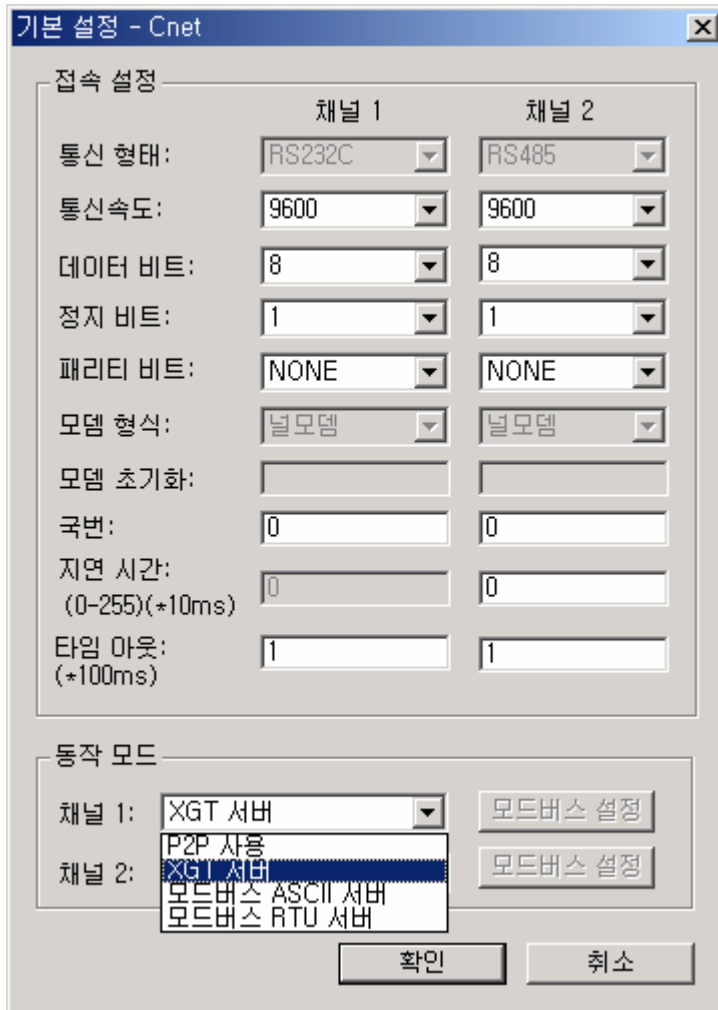 기본 설정 - Cnet
접속 설정
채널 1 채널 2
통신 형태: RS232C RS485
통신속도: 9600 9600
데이터 비트: 8 8
정지 비트: 1 1
패리티 비트: NONE NONE
모뎀 형식: 널모뎀 널모뎀
모뎀 초기화:
국번: 0 0
지연 시간: 0 0
(0-255)(*10ms)
타임 아웃: 1 1
(*100ms)
동작 모드
채널 1: XGT 서버 모드버스 설정
P2P 사용
XGT 서버
채널 2: 모드버스 설정
모드버스 ASCII 서버
모드버스 RTU 서버
확인 취소